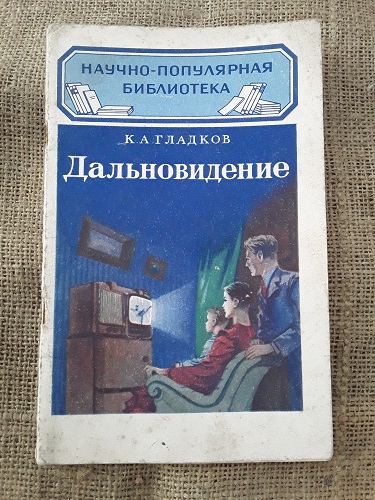 НАУЧНО-ПОПУЛЯРНАЯ
БИБЛИОТЕКА
К. А. ГЛАДКОВ
Дальновидение